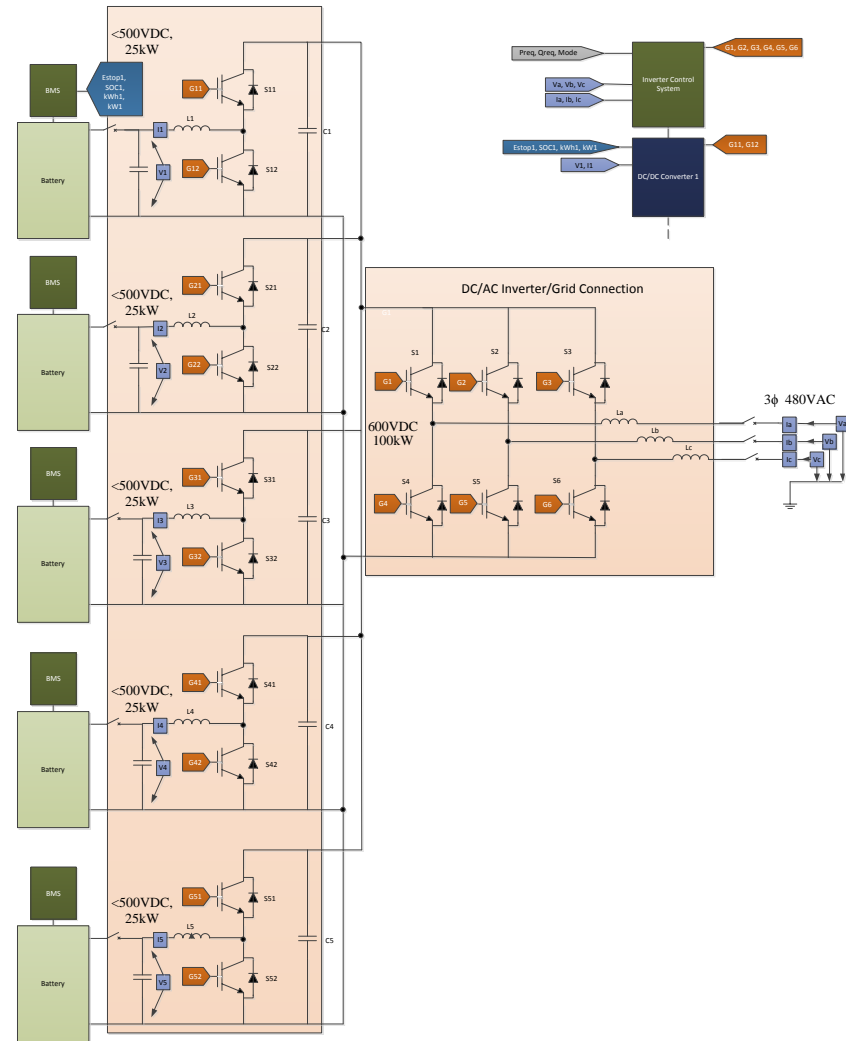 <500VDC,
25kW
BMS
Estop1,
SOC1,
kWh1,
kW1
G11
S11
I1
L1
C1
V1
G12
S12
Battery
<500VDC,
25kW
BMS
G21
S21
I2
L2
C2
V2
G22
S22
Battery
<500VDC,
25kW
BMS
G31
S31
I3
L3
C3
V3
G32
S32
Battery
<500VDC,
25kW
BMS
G41
S41
I4
L4
C4
V4
G42
S42
Battery
<500VDC,
25kW
BMS
G51
S51
I5
L5
C5
V5
G52
S52
Battery
Preq, Qreq, Mode
Va, Vb, Vc
Ia, Ib, Ic
Inverter Control
System
G1, G2, G3, G4, G5, G6
Estop1, SOC1, kWh1, kW1
V1, I1
DC/DC Converter 1
G11, G12
DC/AC Inverter/Grid Connection
S1
S2
S3
G1
G2
G3
600VDC
100kW
La
Lb
Lc
S4
S5
S6
G4
G5
G6
3ϕ 480VAC
Ia
Va
Ib
Vb
Ic
Vc